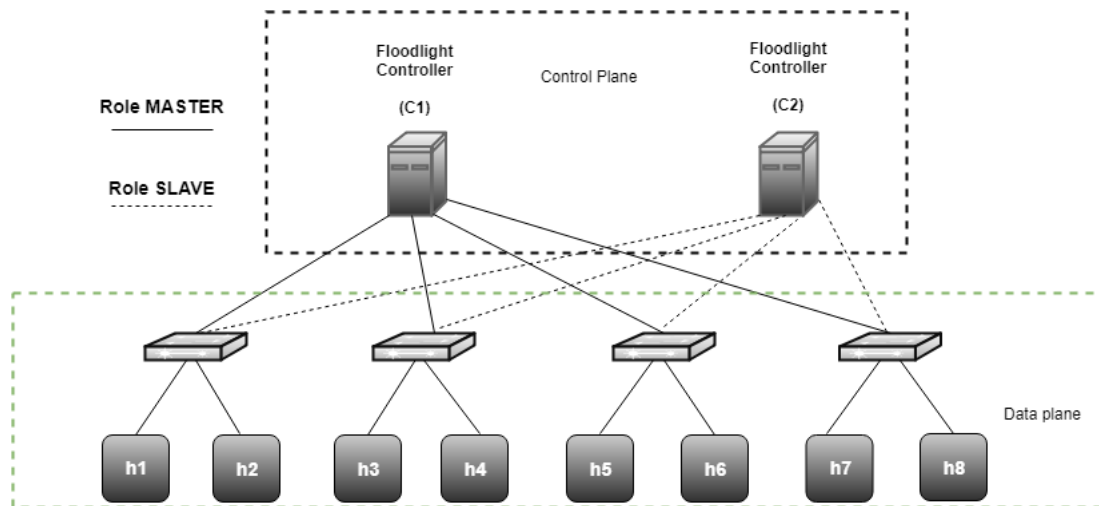 Floodlight
Controller
(C1)
Control Plane
Floodlight
Controller
(C2)
Role MASTER
Role SLAVE
Data plane
h1
h2
h3
h4
h5
h6
h7
h8